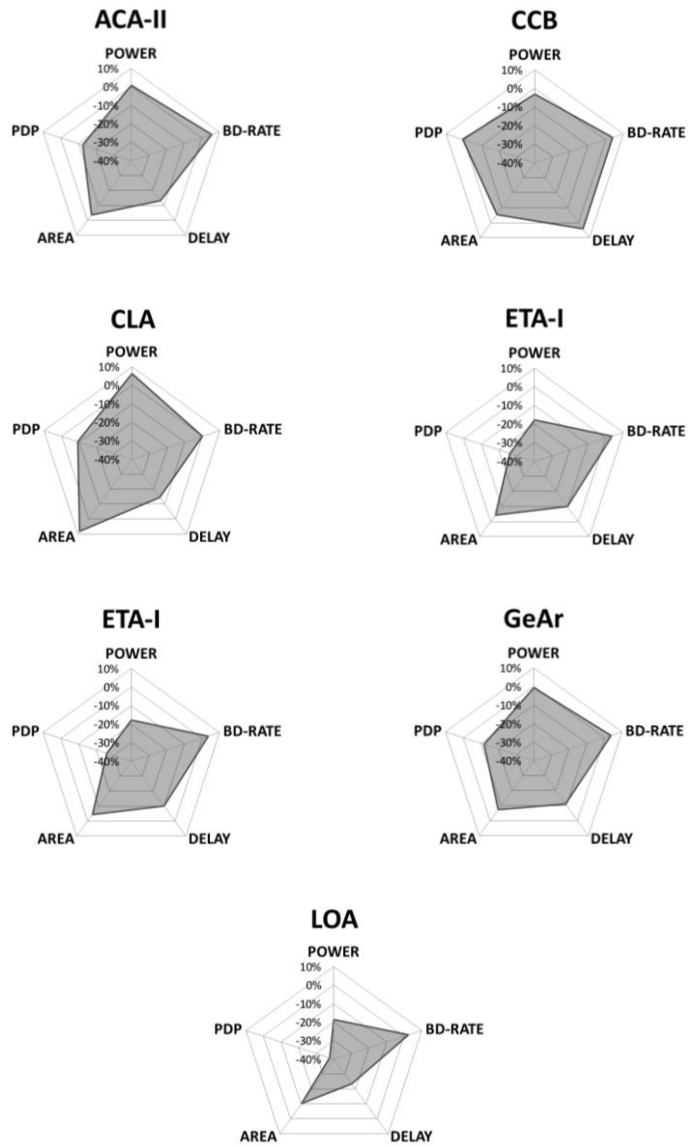 ACA-II
POWER
10%
0%
-10%
-20%
-30%
-40%
PDP
BD-RATE
AREA
DELAY
CCB
POWER
10%
0%
-10%
-20%
-30%
-40%
PDP
BD-RATE
AREA
DELAY
CLA
POWER
10%
0%
-10%
-20%
-30%
-40%
PDP
BD-RATE
AREA
DELAY
ETA-I
POWER
10%
0%
-10%
-20%
-30%
-40%
PDP
BD-RATE
AREA
DELAY
ETA-I
POWER
10%
0%
-10%
-20%
-30%
-40%
PDP
BD-RATE
AREA
DELAY
GeAr
POWER
10%
0%
-10%
-20%
-30%
-40%
PDP
BD-RATE
AREA
DELAY
LOA
POWER
10%
0%
-10%
-20%
-30%
-40%
PDP
BD-RATE
AREA
DELAY